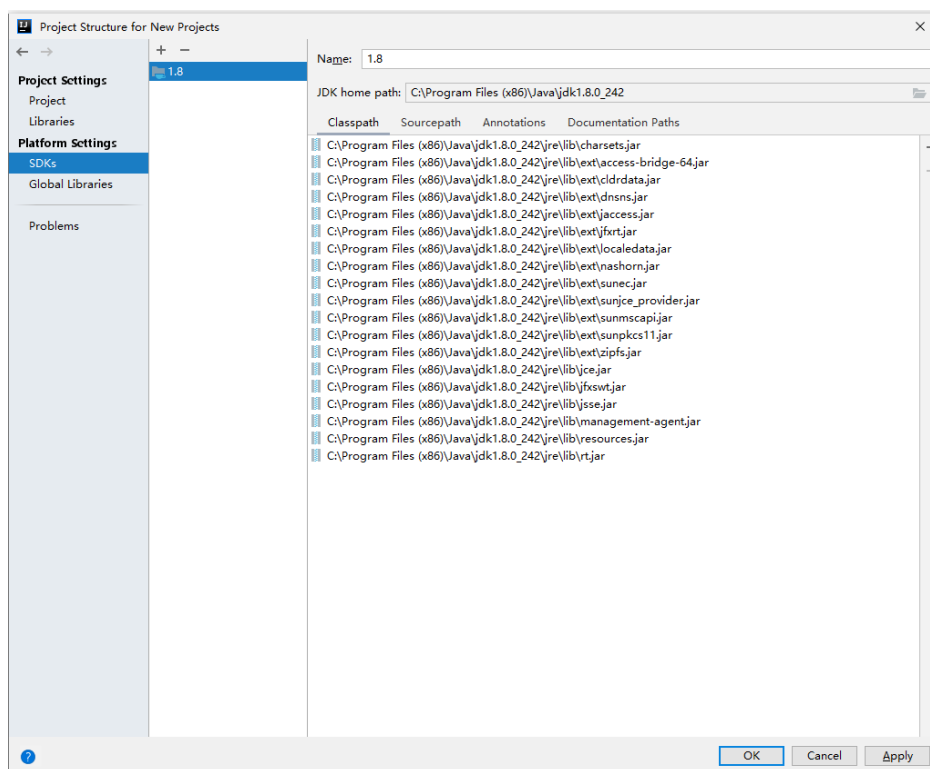 Project Structure for New Projects
Project Settings
Project
Libraries
Platform Settings
SDKs
Global Libraries
Problems
1.8
Name: 1.8
JDK home path: C:\Program Files (x86)\Java\jdk1.8.0_242
Classpath Sourcepath Annotations Documentation Paths
C:\Program Files (x86)\Java\jdk1.8.0_242\jre\lib\charsets.jar
C:\Program Files (x86)\Java\jdk1.8.0_242\jre\lib\ext\access-bridge-64.jar
C:\Program Files (x86)\Java\jdk1.8.0_242\jre\lib\ext\cldrdata.jar
C:\Program Files (x86)\Java\jdk1.8.0_242\jre\lib\ext\dnsns.jar
C:\Program Files (x86)\Java\jdk1.8.0_242\jre\lib\ext\jaccess.jar
C:\Program Files (x86)\Java\jdk1.8.0_242\jre\lib\ext\jfxrt.jar
C:\Program Files (x86)\Java\jdk1.8.0_242\jre\lib\ext\localedata.jar
C:\Program Files (x86)\Java\jdk1.8.0_242\jre\lib\ext\nashorn.jar
C:\Program Files (x86)\Java\jdk1.8.0_242\jre\lib\ext\sunec.jar
C:\Program Files (x86)\Java\jdk1.8.0_242\jre\lib\ext\sunjce_provider.jar
C:\Program Files (x86)\Java\jdk1.8.0_242\jre\lib\ext\sunmscapi.jar
C:\Program Files (x86)\Java\jdk1.8.0_242\jre\lib\ext\sunpkcs11.jar
C:\Program Files (x86)\Java\jdk1.8.0_242\jre\lib\ext\zipfs.jar
C:\Program Files (x86)\Java\jdk1.8.0_242\jre\lib\jce.jar
C:\Program Files (x86)\Java\jdk1.8.0_242\jre\lib\jfxswt.jar
C:\Program Files (x86)\Java\jdk1.8.0_242\jre\lib\jsse.jar
C:\Program Files (x86)\Java\jdk1.8.0_242\jre\lib\management-agent.jar
C:\Program Files (x86)\Java\jdk1.8.0_242\jre\lib\resources.jar
C:\Program Files (x86)\Java\jdk1.8.0_242\jre\lib\rt.jar
OK Cancel Apply